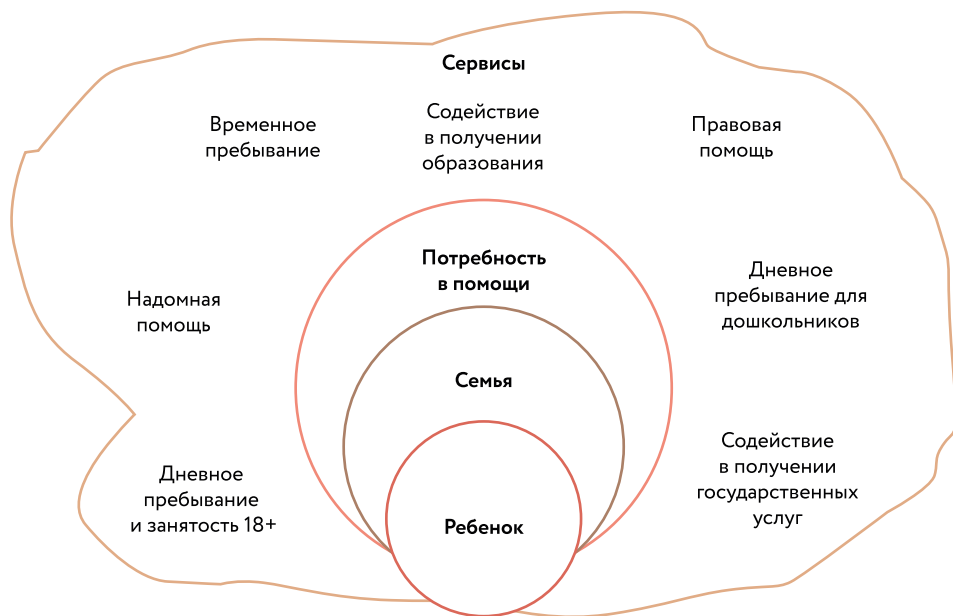 Сервисы
Временное
пребывание
Содействие
в получении
образования
Правовая
помощь
Потребность
в помощи
Надомная
помощь
Дневное
пребывание для
дошкольников
Семья
Дневное
пребывание
и занятость 18+
Содействие
в получении
государственных
услуг
Ребенок